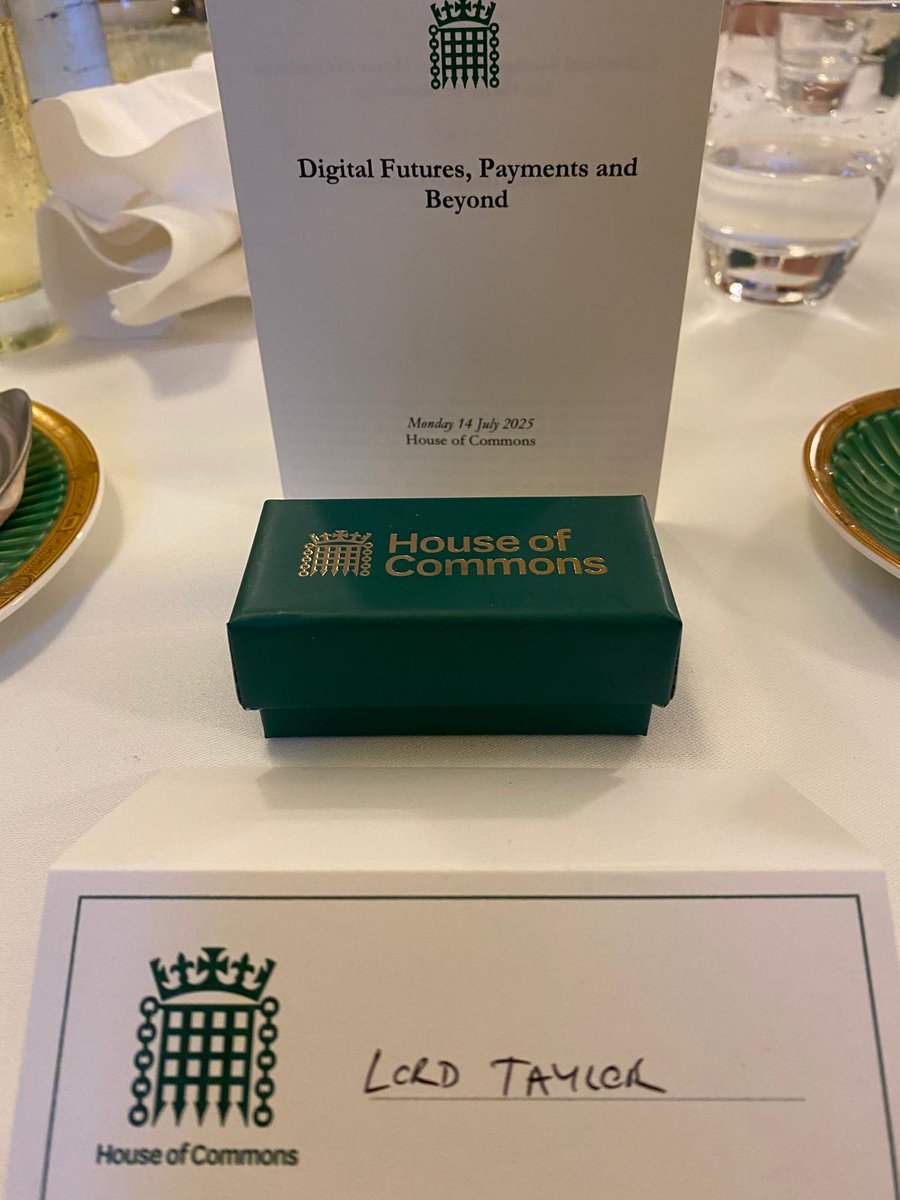 Digital Futures, Payments and
Beyond
Monday 14 July 2025
House of Commons
House of
Commons
LORD TAYLOR
House of Commons